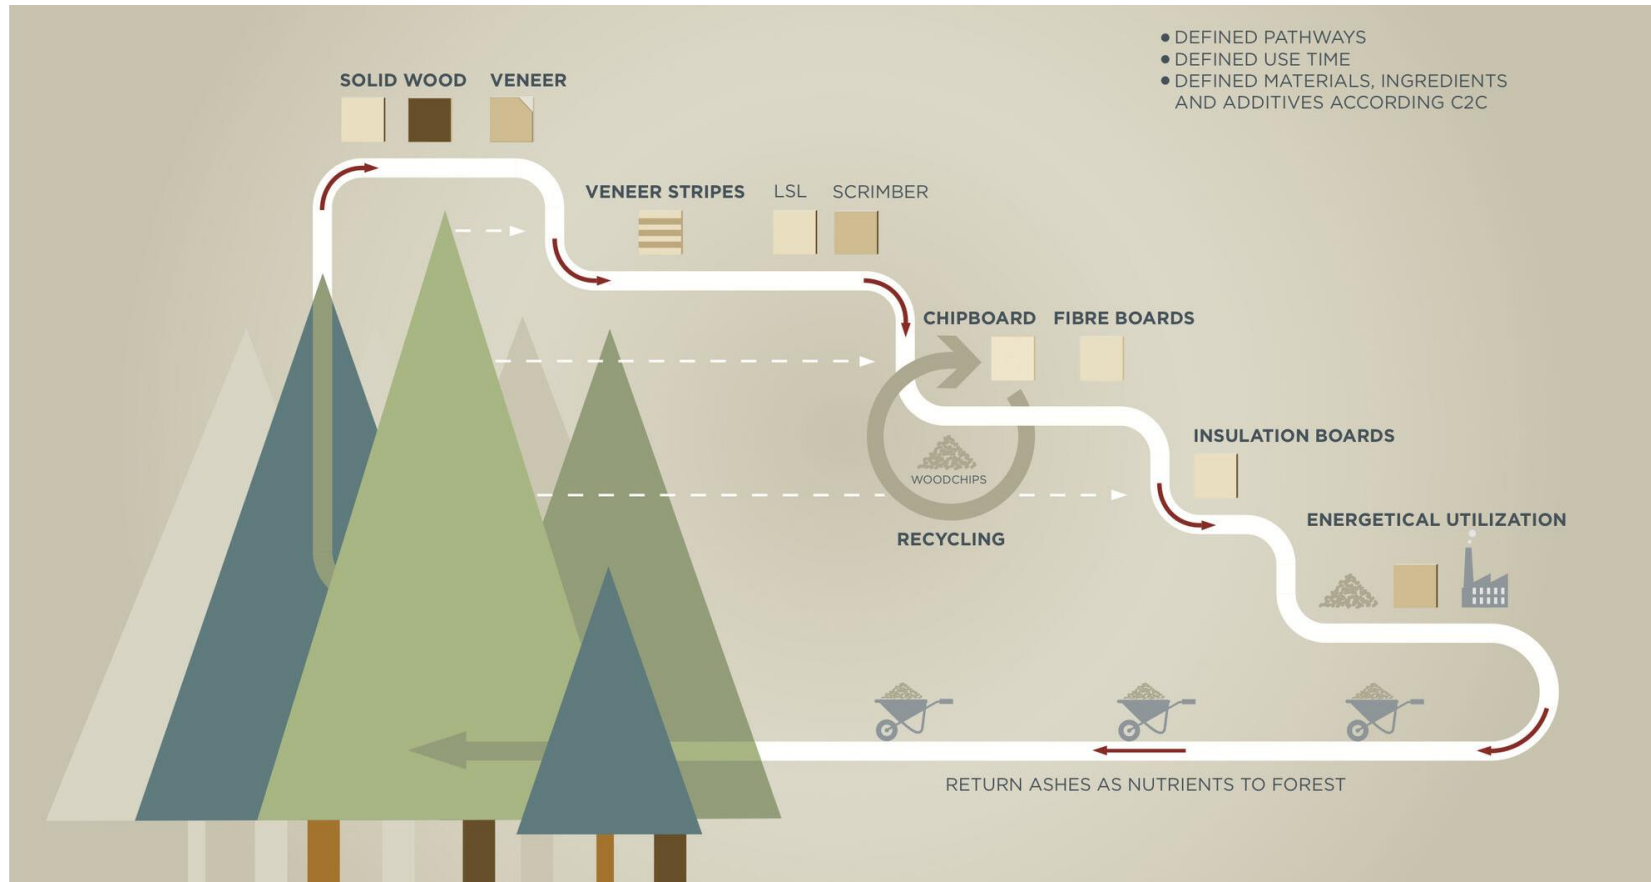 ● DEFINED PATHWAYS
● DEFINED USE TIME
● DEFINED MATERIALS, INGREDIENTS
AND ADDITIVES ACCORDING C2C
SOLID WOOD VENEER
VENEER STRIPES LSL SCRIMBER
CHIPBOARD FIBRE BOARDS
INSULATION BOARDS
WOODCHIPS
ENERGETICAL UTILIZATION
RECYCLING
RETURN ASHES AS NUTRIENTS TO FOREST